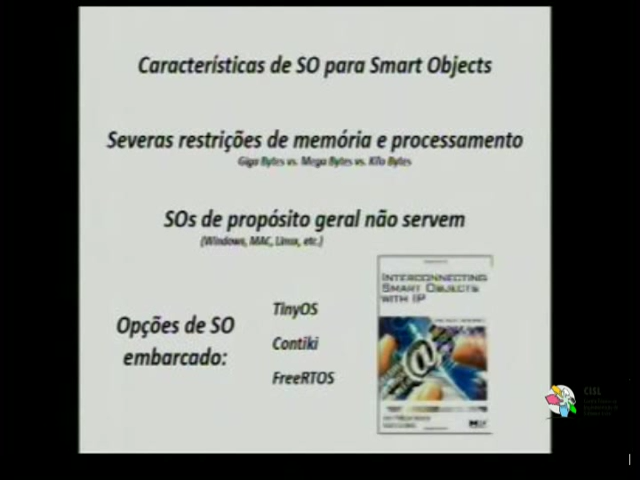 Características de SO para Smart Objects
Severas restrições de memória e processamento
Giga Bytes vs. Mega Bytes vs. Kilo Bytes
SOs de propósito geral não servem
(Windows, MAC, Linux, etc.)
Opções de SO
embarcado:
TinyOS
Contiki
FreeRTOS
INTERCONNECTING
SMART OBJECTS
WITH IP
CISL